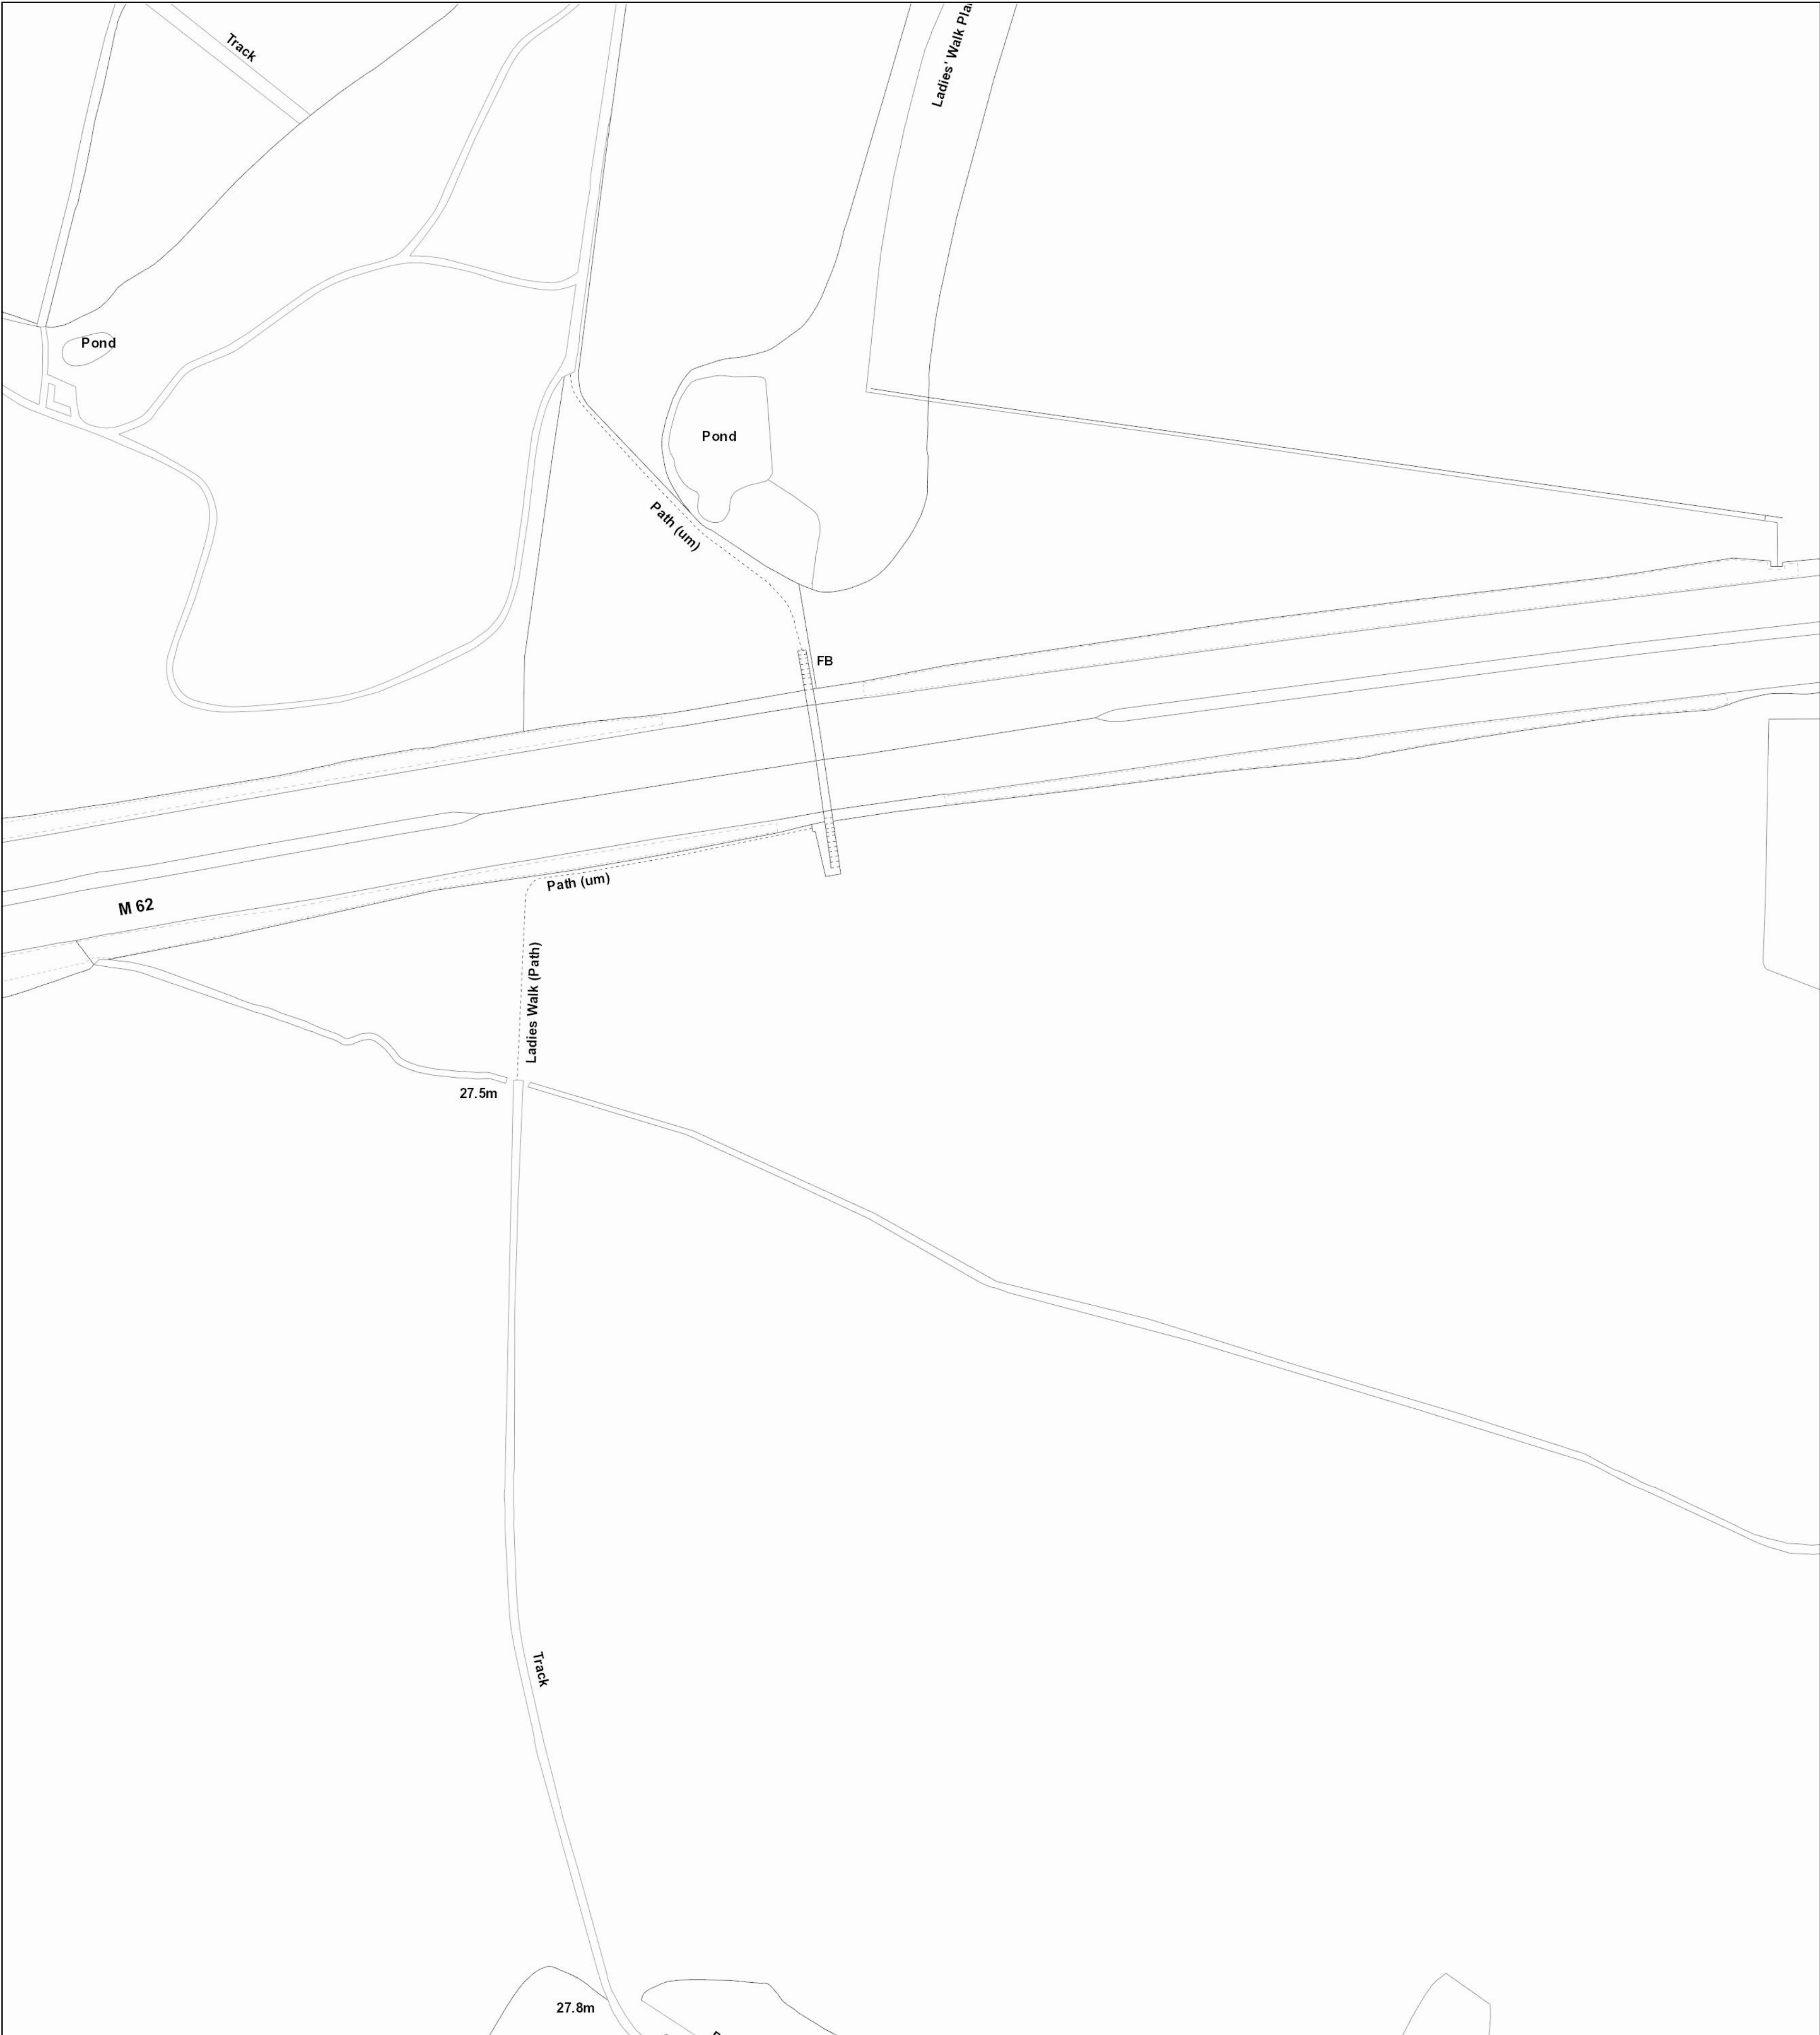 Track
Ladies' Walk
Pond
Pond
Path (um)
FB
Path (um)
M 62
Ladies Walk (Path)
27.5m
Track
27.8m